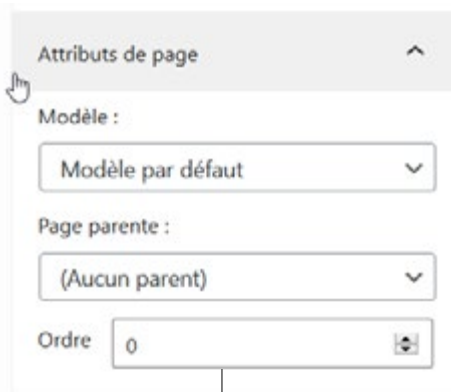 Attributs de page
Modèle :
Modèle par défaut
Page parente :
(Aucun parent)
Ordre 0